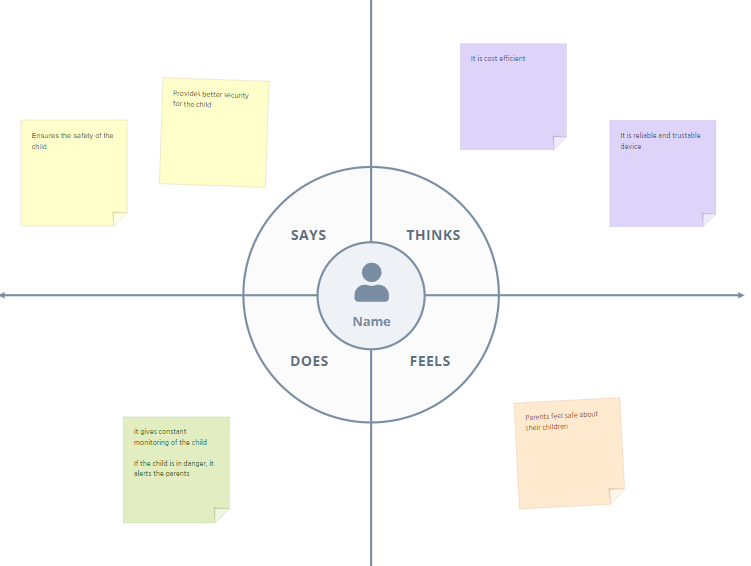 Provides better security
for the child
Ensures the safety of the
child
It is cost efficient
It is reliable and trustable
device
SAYS
THINKS
Name
DOES
FEELS
it gives constant
monitoring of the child
If the child is in danger, it
alerts the parents
Parents feel safe about
their children